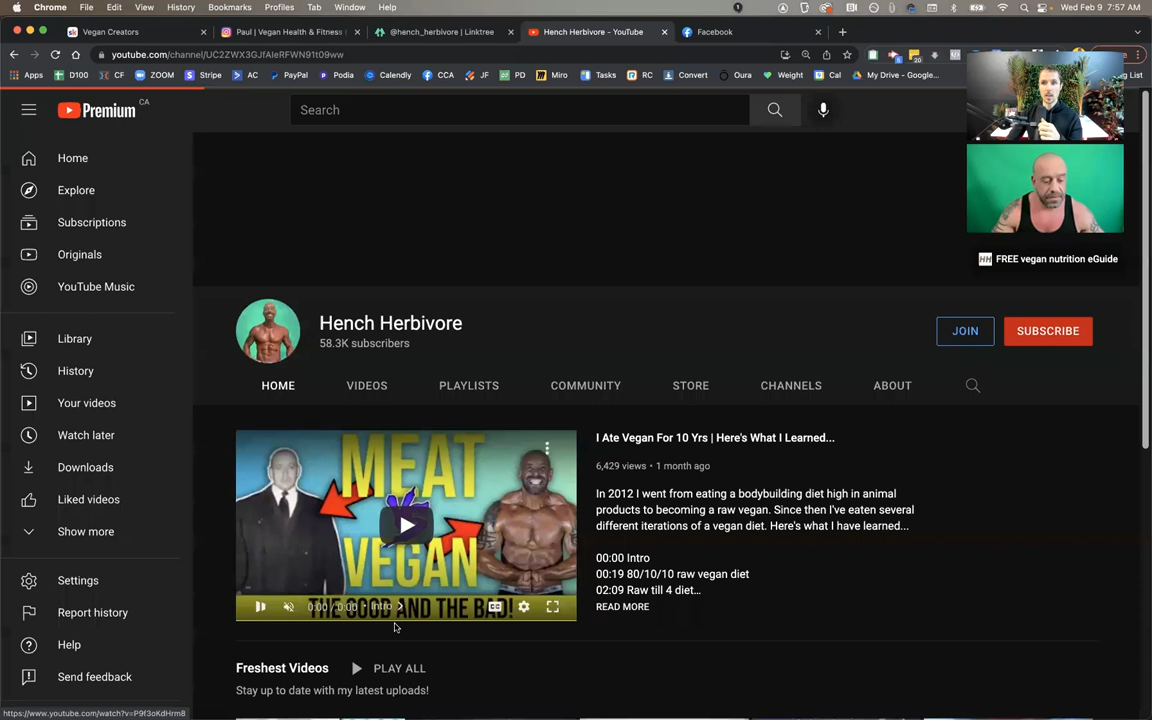 Chrome File Edit View History Bookmarks Profiles Tab Window Help
Wed Feb 9 7:57 AM
Vegan Creators
Paul | Vegan Health & Fitness
@hench_herbivore | Linktree
Hench Herbivore - YouTube
Facebook
youtube.com/channel/UC2ZWX3GJfAIeRFWN91t09ww
Apps D100 CF ZOOM Stripe AC PayPal Podia Calendly CCA JF PD Miro Tasks RC Convert Oura Weight Cal My Drive - Google...
List
Premium CA
Search
Home
Explore
Subscriptions
Originals
YouTube Music
Library
History
Your videos
Watch later
Downloads
Liked videos
Show more
Settings
Report history
Help
Send feedback
HH FREE vegan nutrition eGuide
Hench Herbivore
58.3K subscribers
JOIN
SUBSCRIBE
HOME VIDEOS PLAYLISTS COMMUNITY STORE CHANNELS ABOUT
MEAT
VEGAN
THE GOOD AND THE BAD!
0:00 / 0:00 • Intro
CC
I Ate Vegan For 10 Yrs | Here's What I Learned...
6,429 views • 1 month ago
In 2012 I went from eating a bodybuilding diet high in animal
products to becoming a raw vegan. Since then I've eaten several
different iterations of a vegan diet. Here's what I have learned...
00:00 Intro
00:19 80/10/10 raw vegan diet
02:09 Raw till 4 diet...
READ MORE
Freshest Videos PLAY ALL
Stay up to date with my latest uploads!
https://www.youtube.com/watch?v=P9f3oKdHrm8